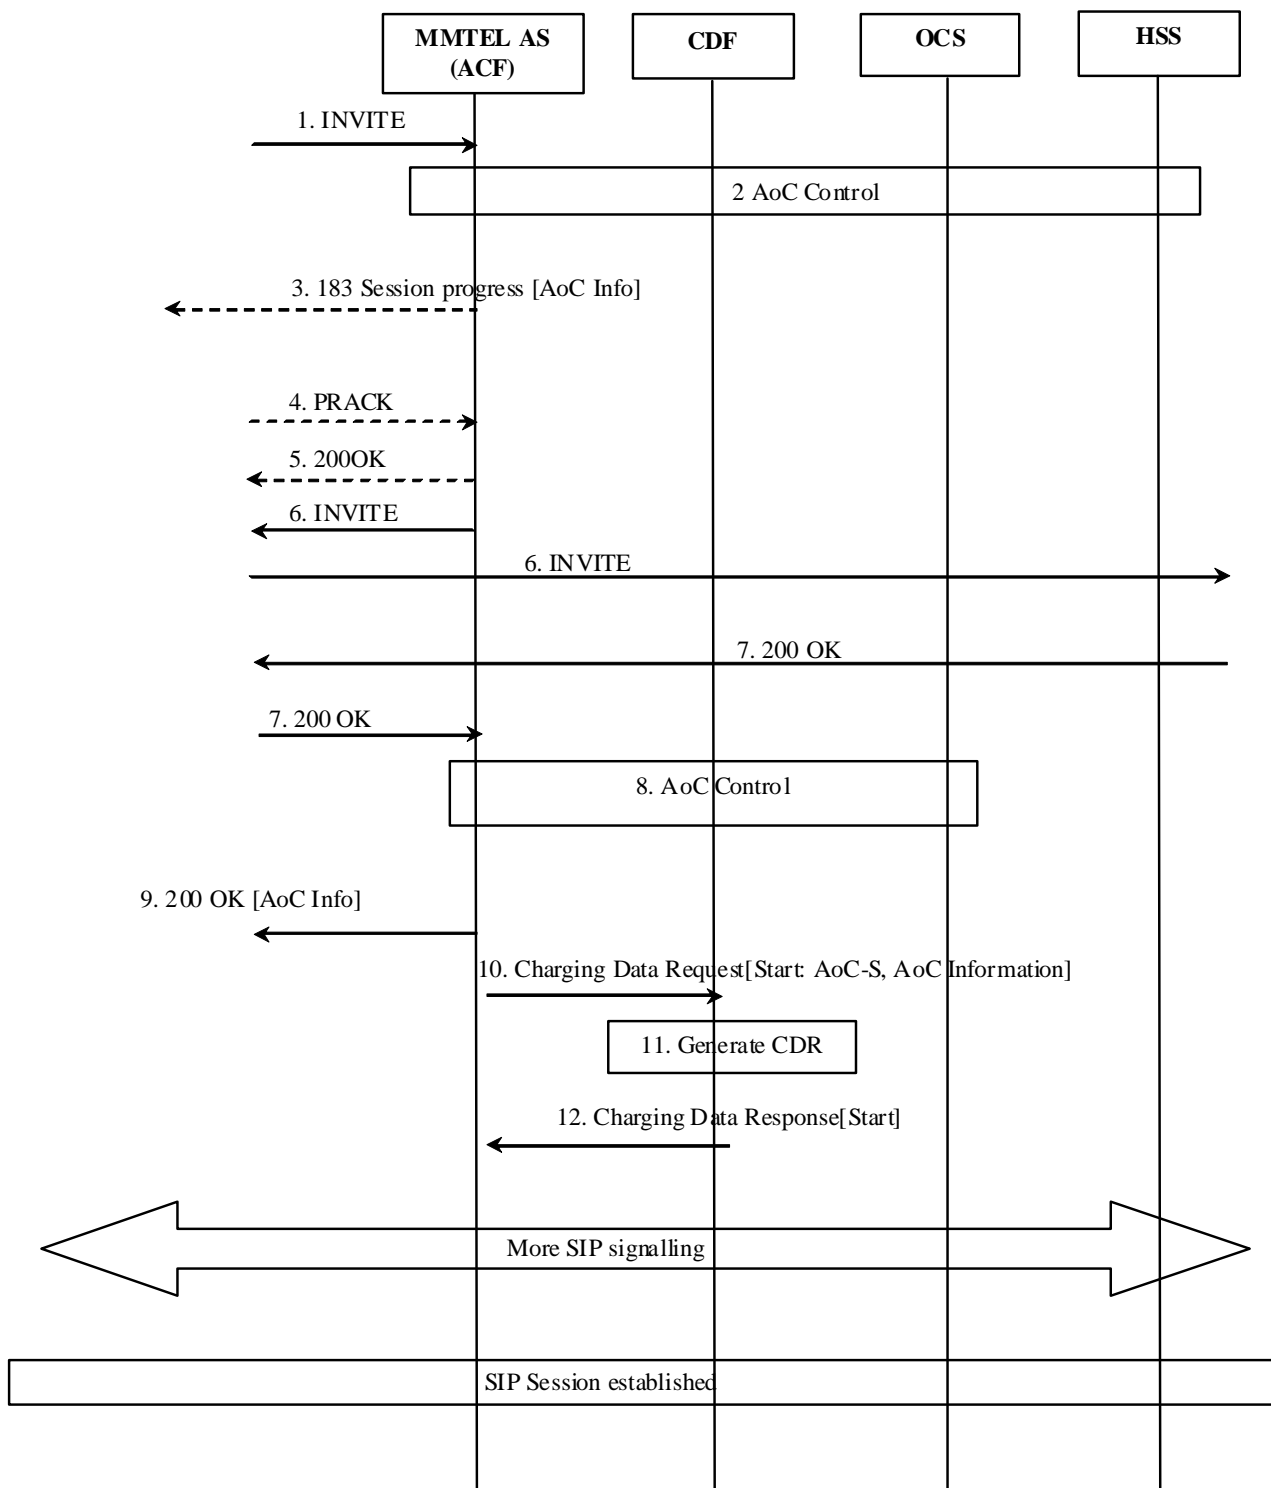 MMTEL AS
(ACF)
CDF
OCS
HSS
1. INVITE
2 AoC Control
3. 183 Session progress [AoC Info]
4. PRACK
5. 200OK
6. INVITE
6. INVITE
7. 200 OK
7. 200 OK
8. AoC Control
9. 200 OK [AoC Info]
10. Charging Data Request[Start: AoC-S, AoC Information]
11. Generate CDR
12. Charging Data Response[Start]
More SIP signalling
SIP Session established